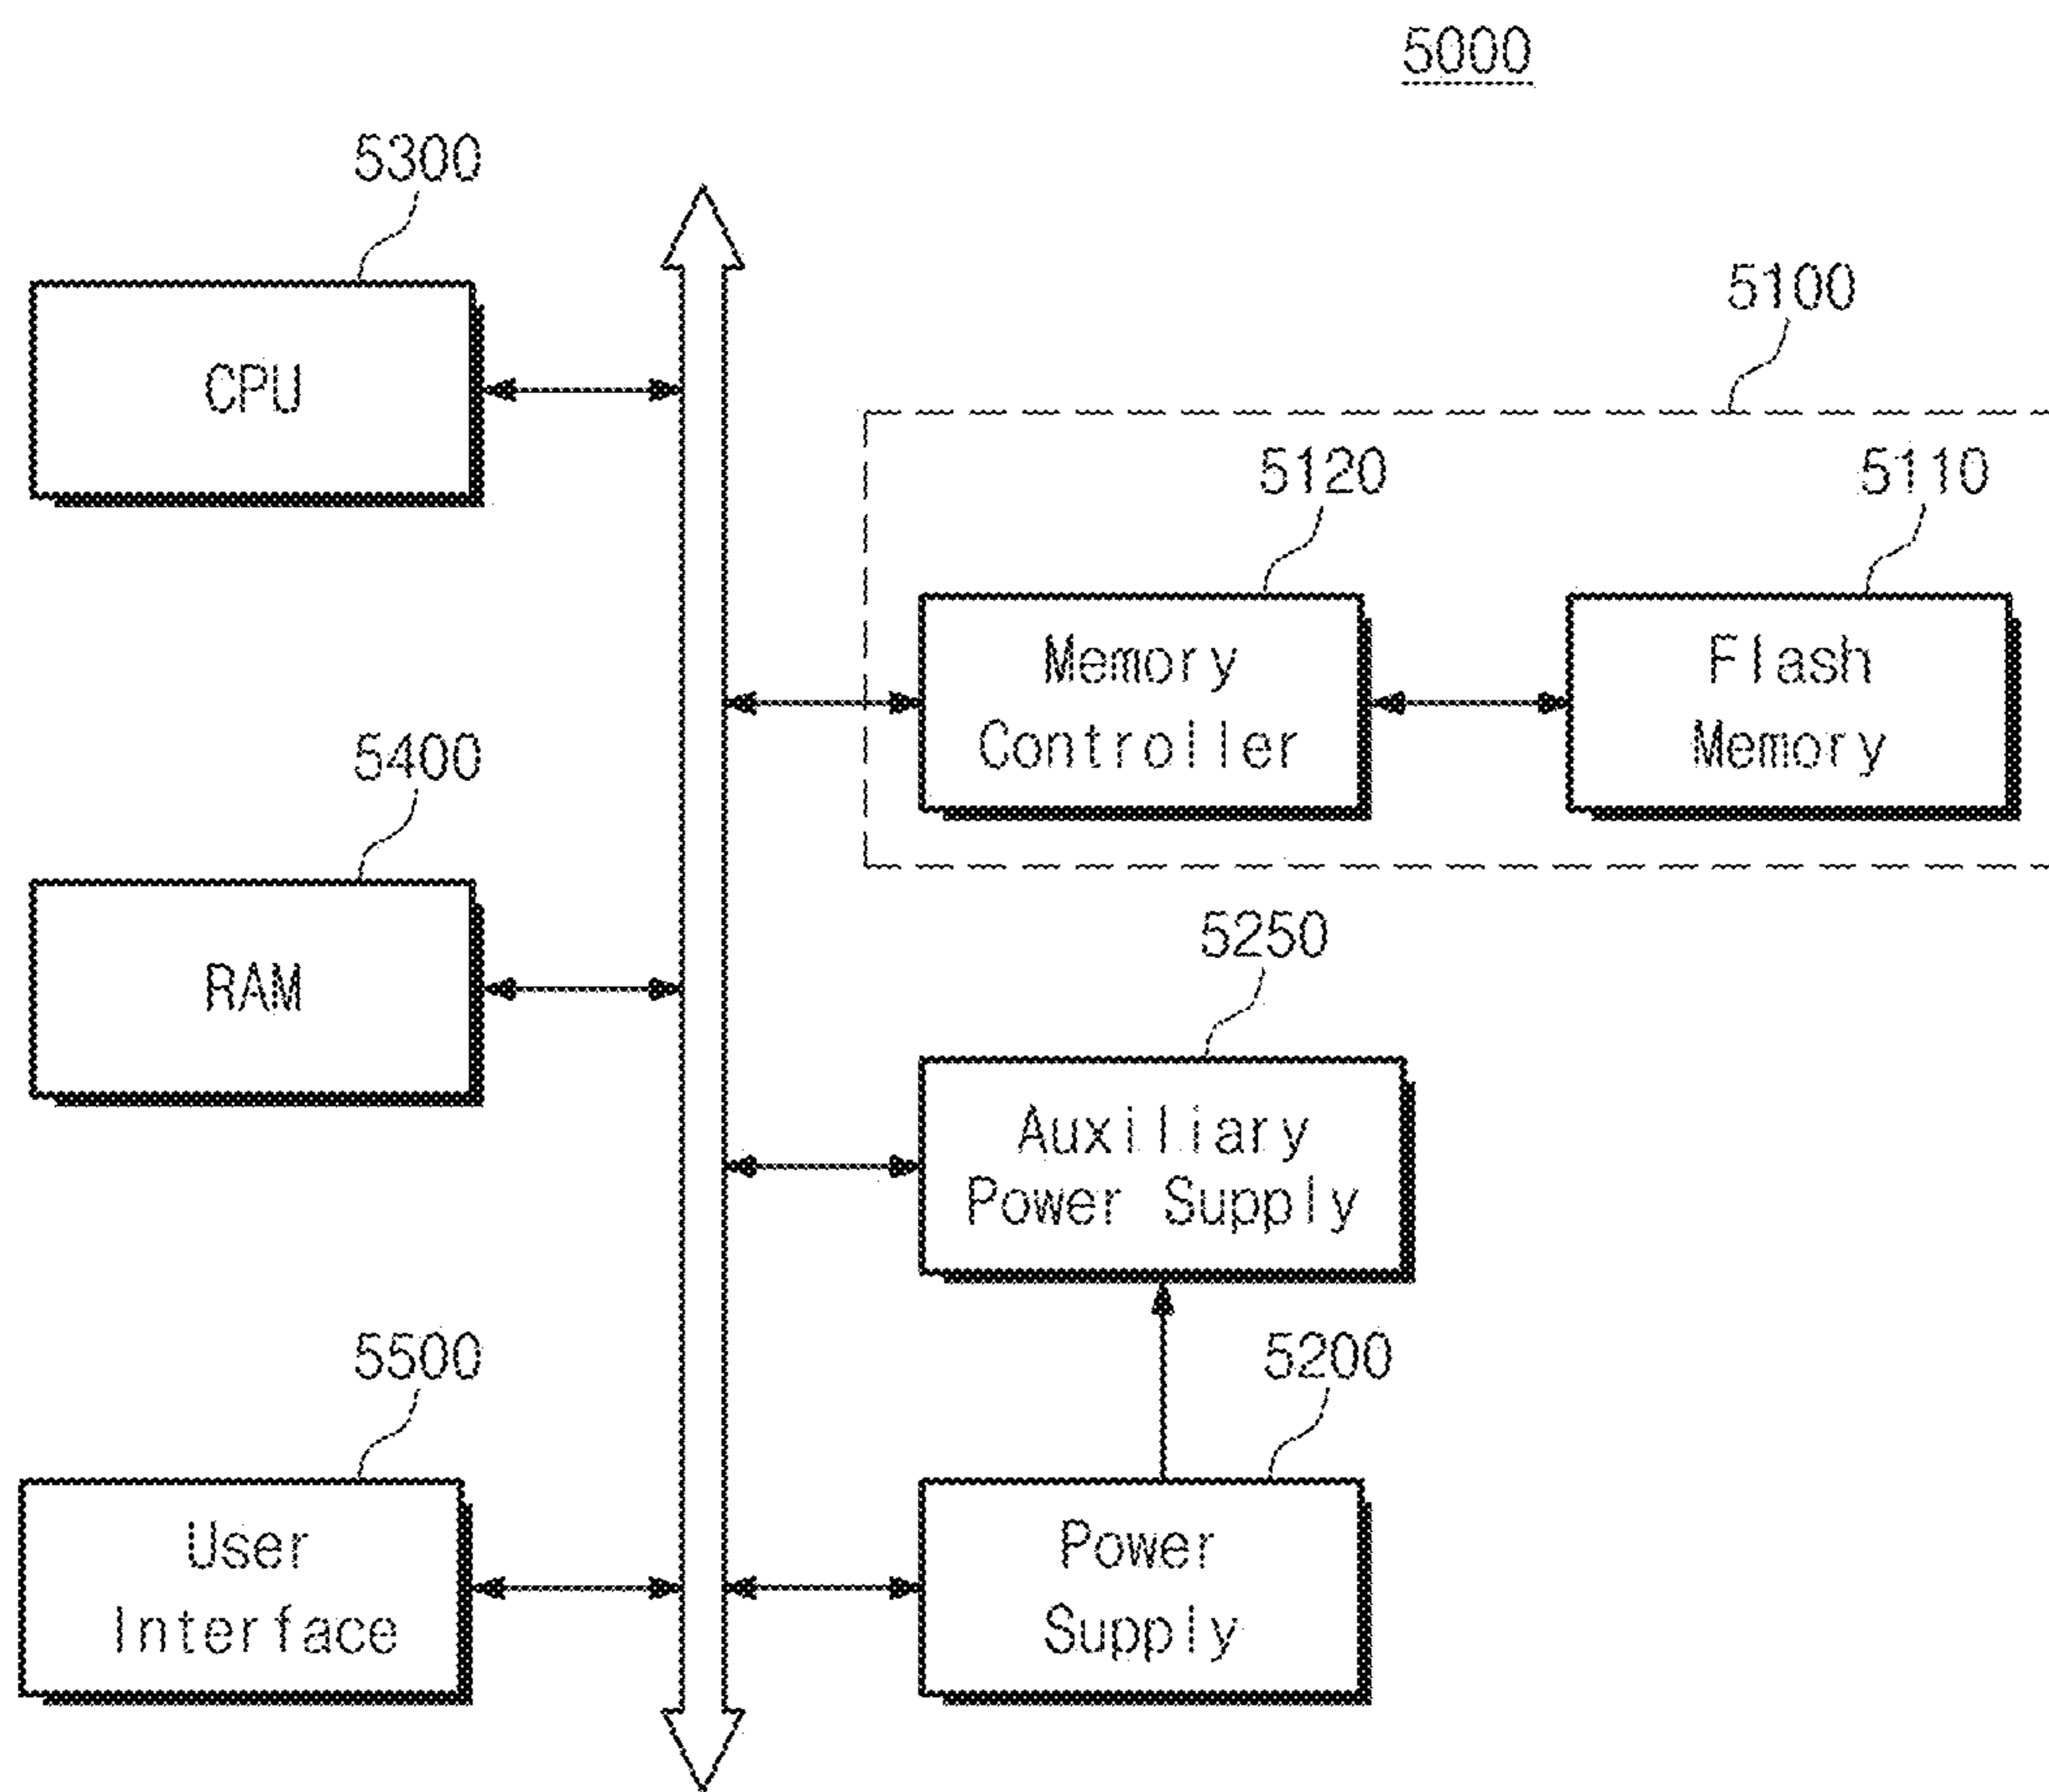 5000
5300
CPU
5100
5120
5110
Memory
Controller
Flash
Memory
5400
RAM
5250
Auxiliary
Power Supply
5500
User
Interface
5200
Power
Supply